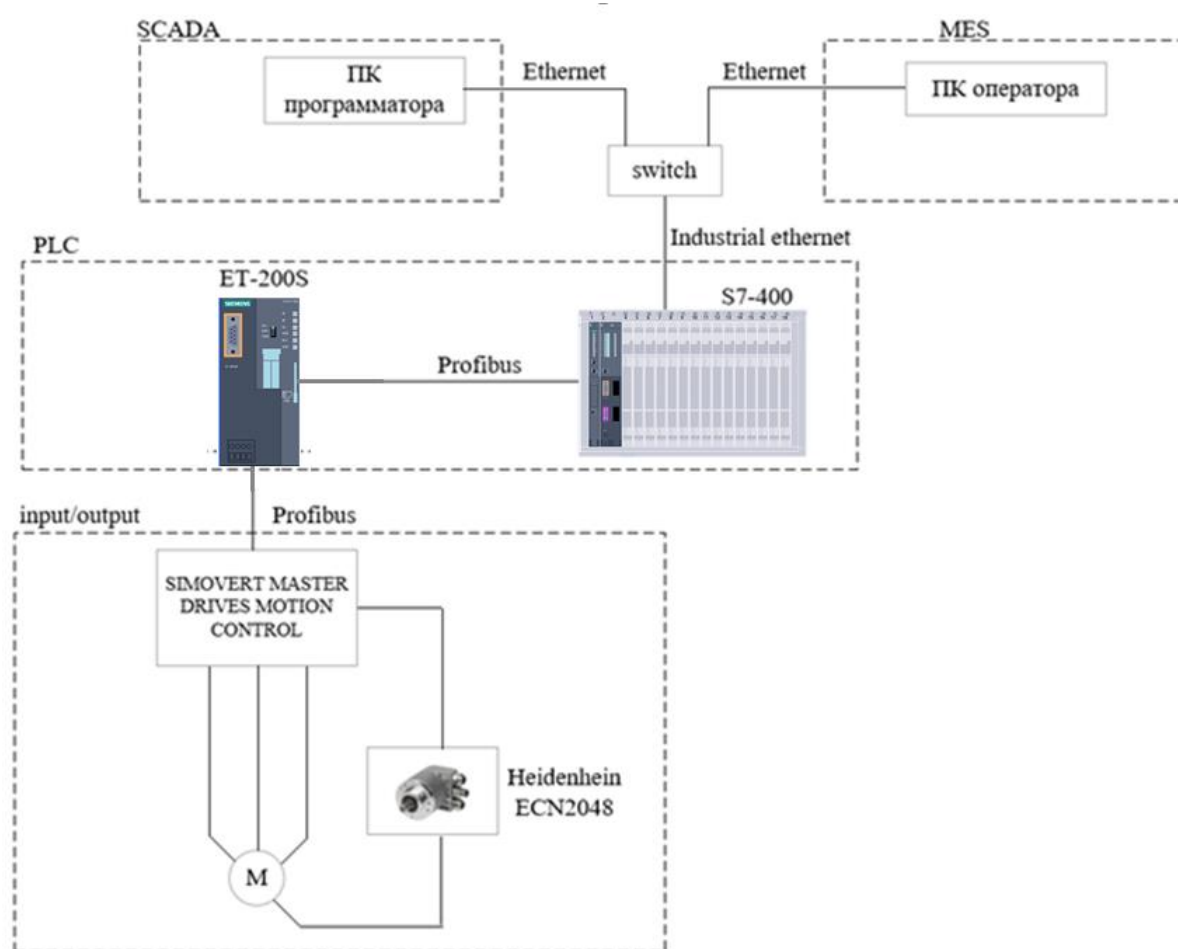 SCADA
MES
ПК
программатора
Ethernet
Ethernet
ПК оператора
switch
Industrial ethernet
PLC
ET-200S
S7-400
SIEMENS
Profibus
input/output
Profibus
SIMOVERT MASTER
DRIVES MOTION
CONTROL
Heidenhein
ECN2048
M